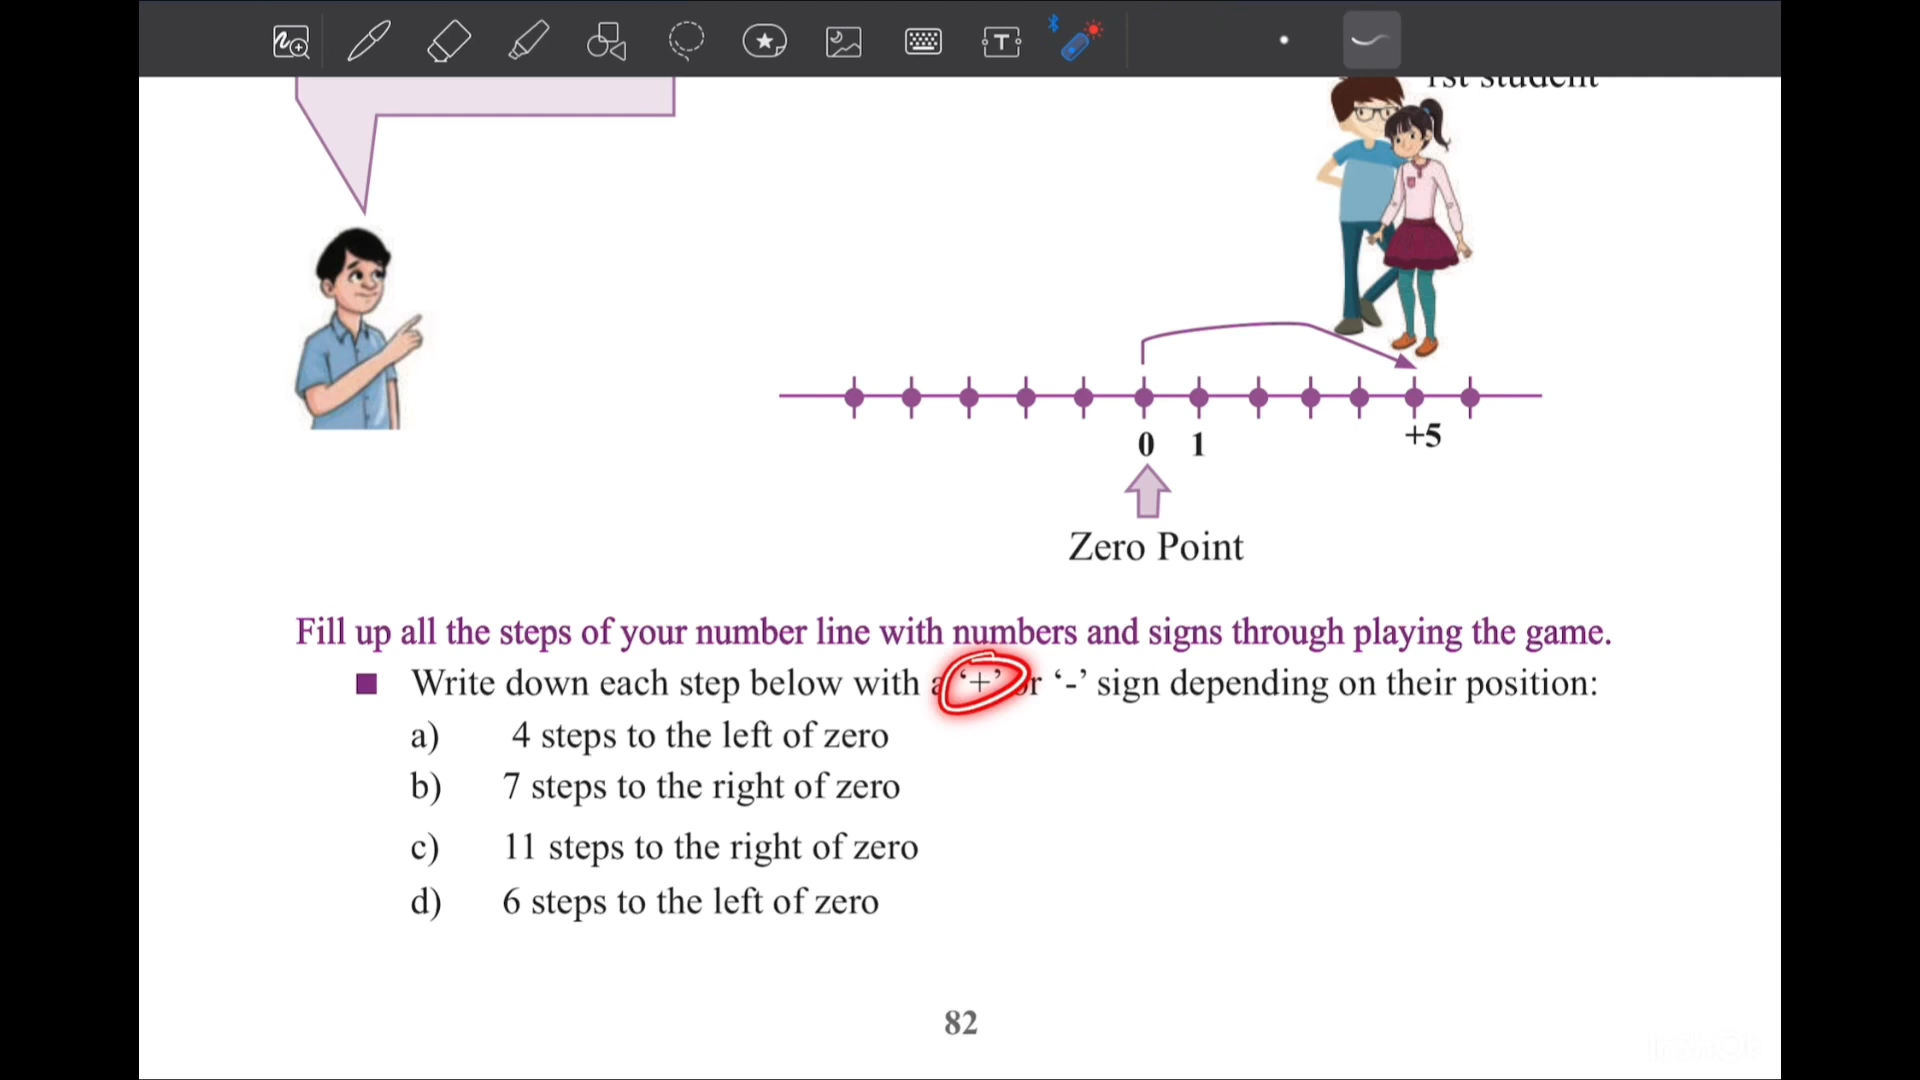 1st student
0 1 +5
Zero Point
Fill up all the steps of your number line with numbers and signs through playing the game.
■ Write down each step below with a ‘+’ or ‘-’ sign depending on their position:
a) 4 steps to the left of zero
b) 7 steps to the right of zero
c) 11 steps to the right of zero
d) 6 steps to the left of zero
82